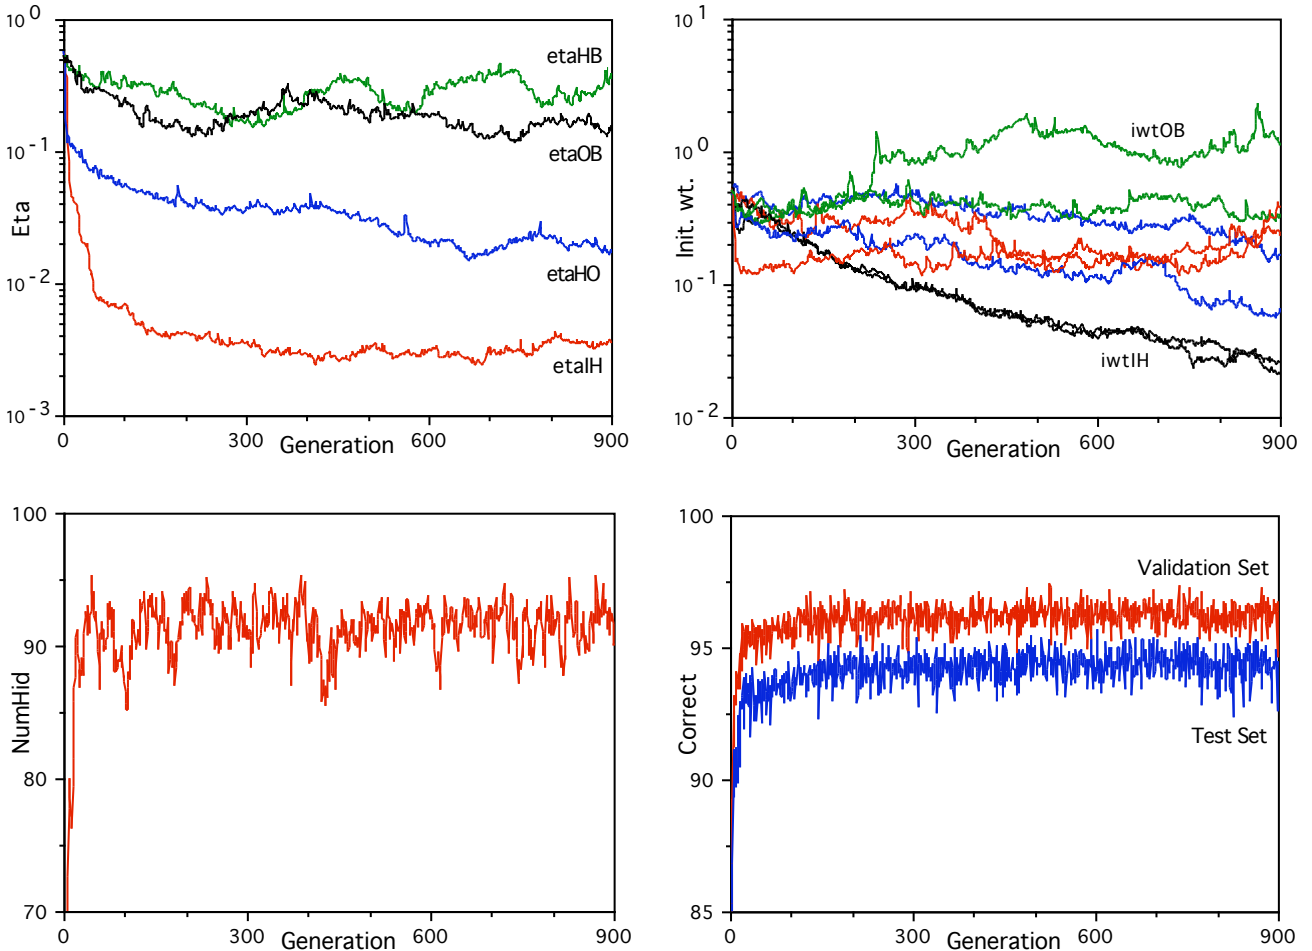 10^0
10^-1
10^-2
10^-3
Eta
etaHB
etaOB
etaHO
etaIH
0
300
600
900
Generation
10^1
10^0
10^-1
10^-2
Init. wt.
iwtOB
iwtIH
0
300
600
900
Generation
100
90
80
70
NumHid
0
300
600
900
Generation
100
95
90
85
Correct
Validation Set
Test Set
0
300
600
900
Generation